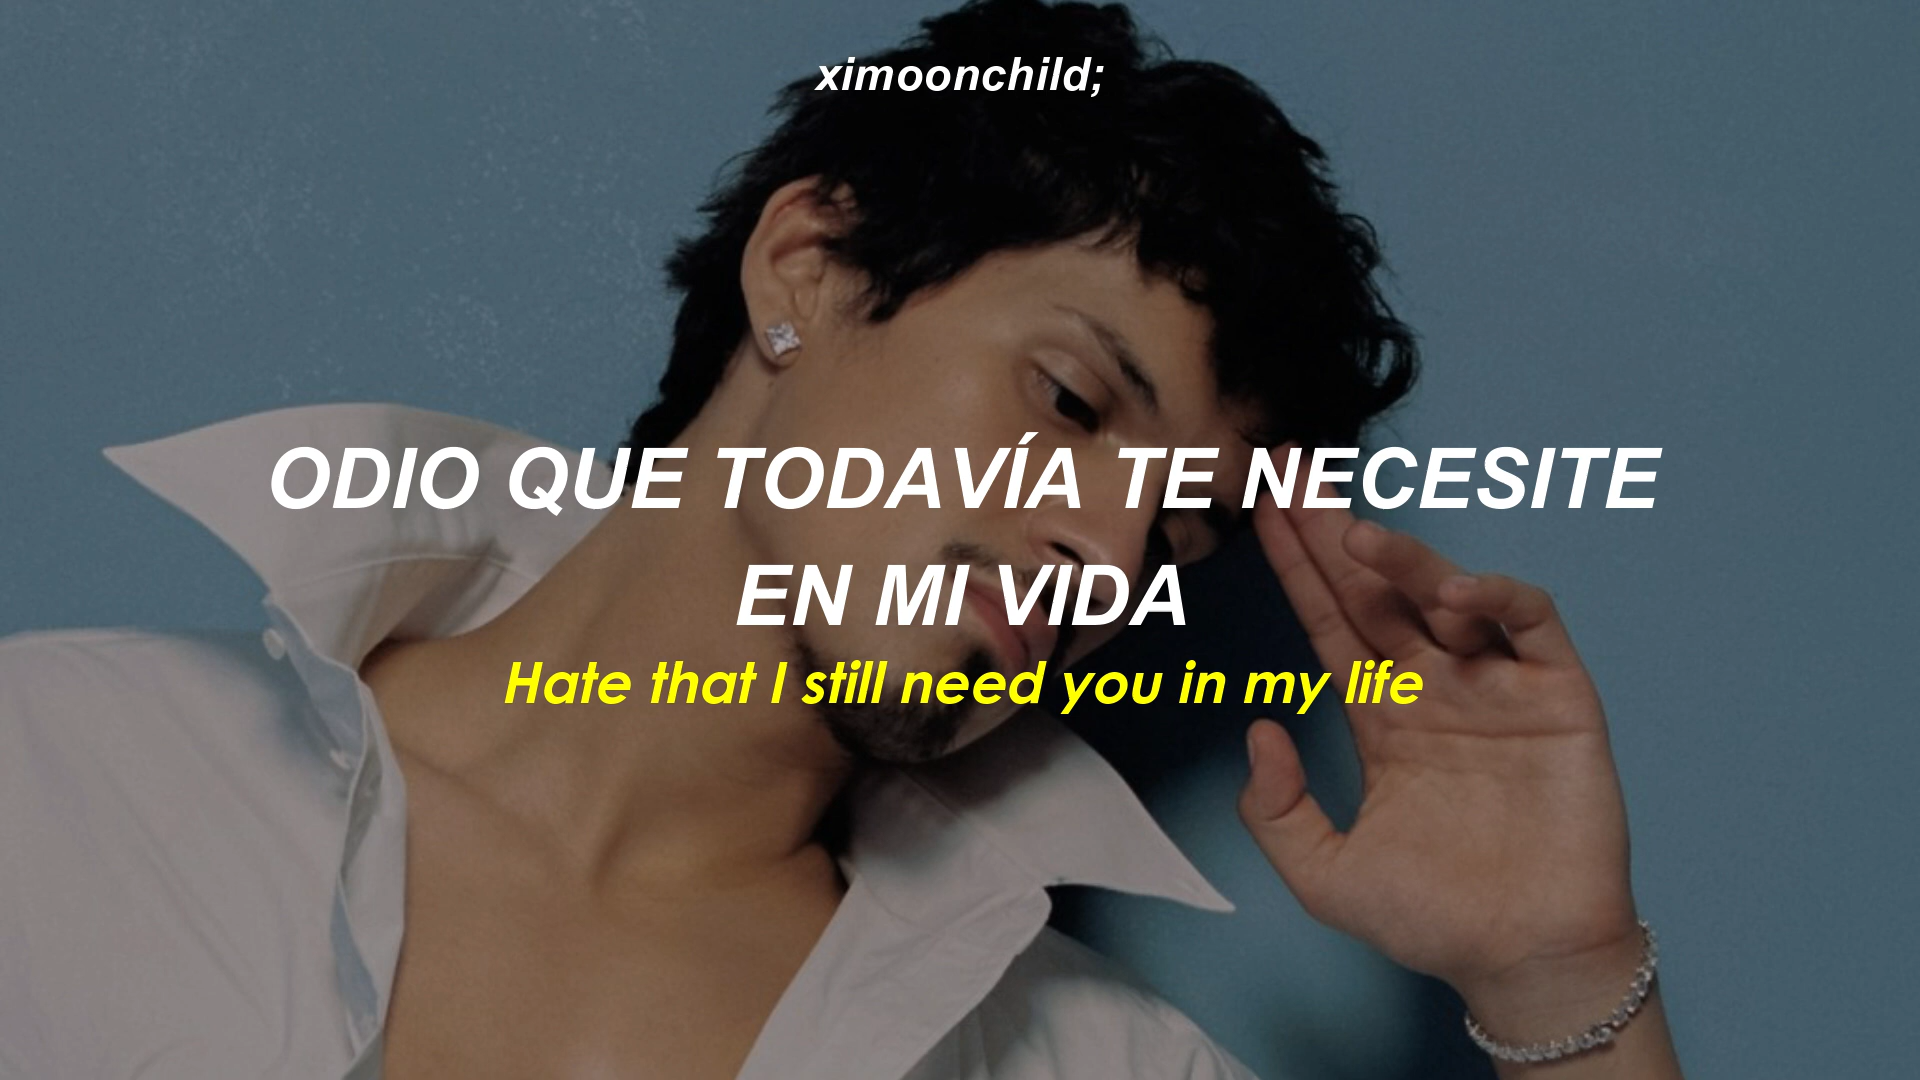 ximoonchild;
ODIO QUE TODAVÍA TE NECESITE
EN MI VIDA
Hate that I still need you in my life